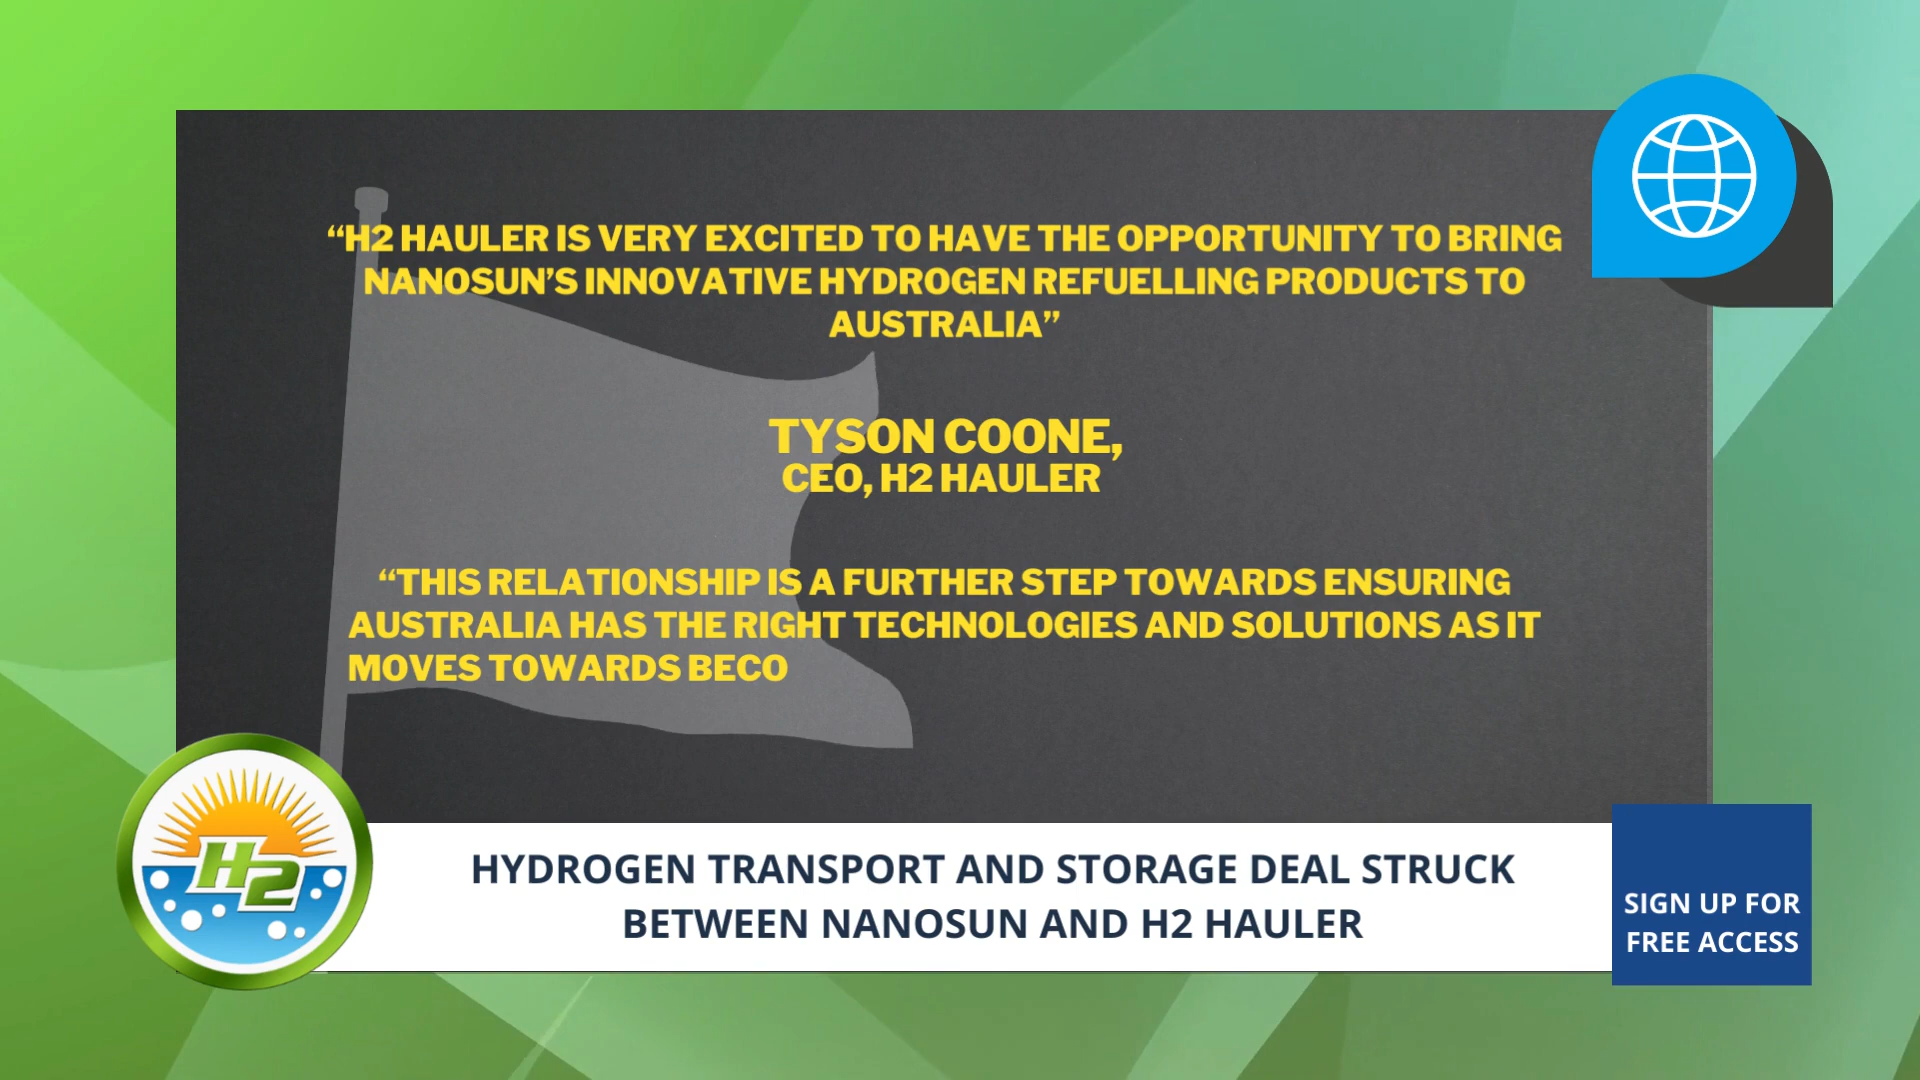 “H2 HAULER IS VERY EXCITED TO HAVE THE OPPORTUNITY TO BRING
NANOSUN’S INNOVATIVE HYDROGEN REFUELLING PRODUCTS TO
AUSTRALIA”
TYSON COONE,
CEO, H2 HAULER
“THIS RELATIONSHIP IS A FURTHER STEP TOWARDS ENSURING
AUSTRALIA HAS THE RIGHT TECHNOLOGIES AND SOLUTIONS AS IT
MOVES TOWARDS BECO
H2
HYDROGEN TRANSPORT AND STORAGE DEAL STRUCK
BETWEEN NANOSUN AND H2 HAULER
SIGN UP FOR
FREE ACCESS